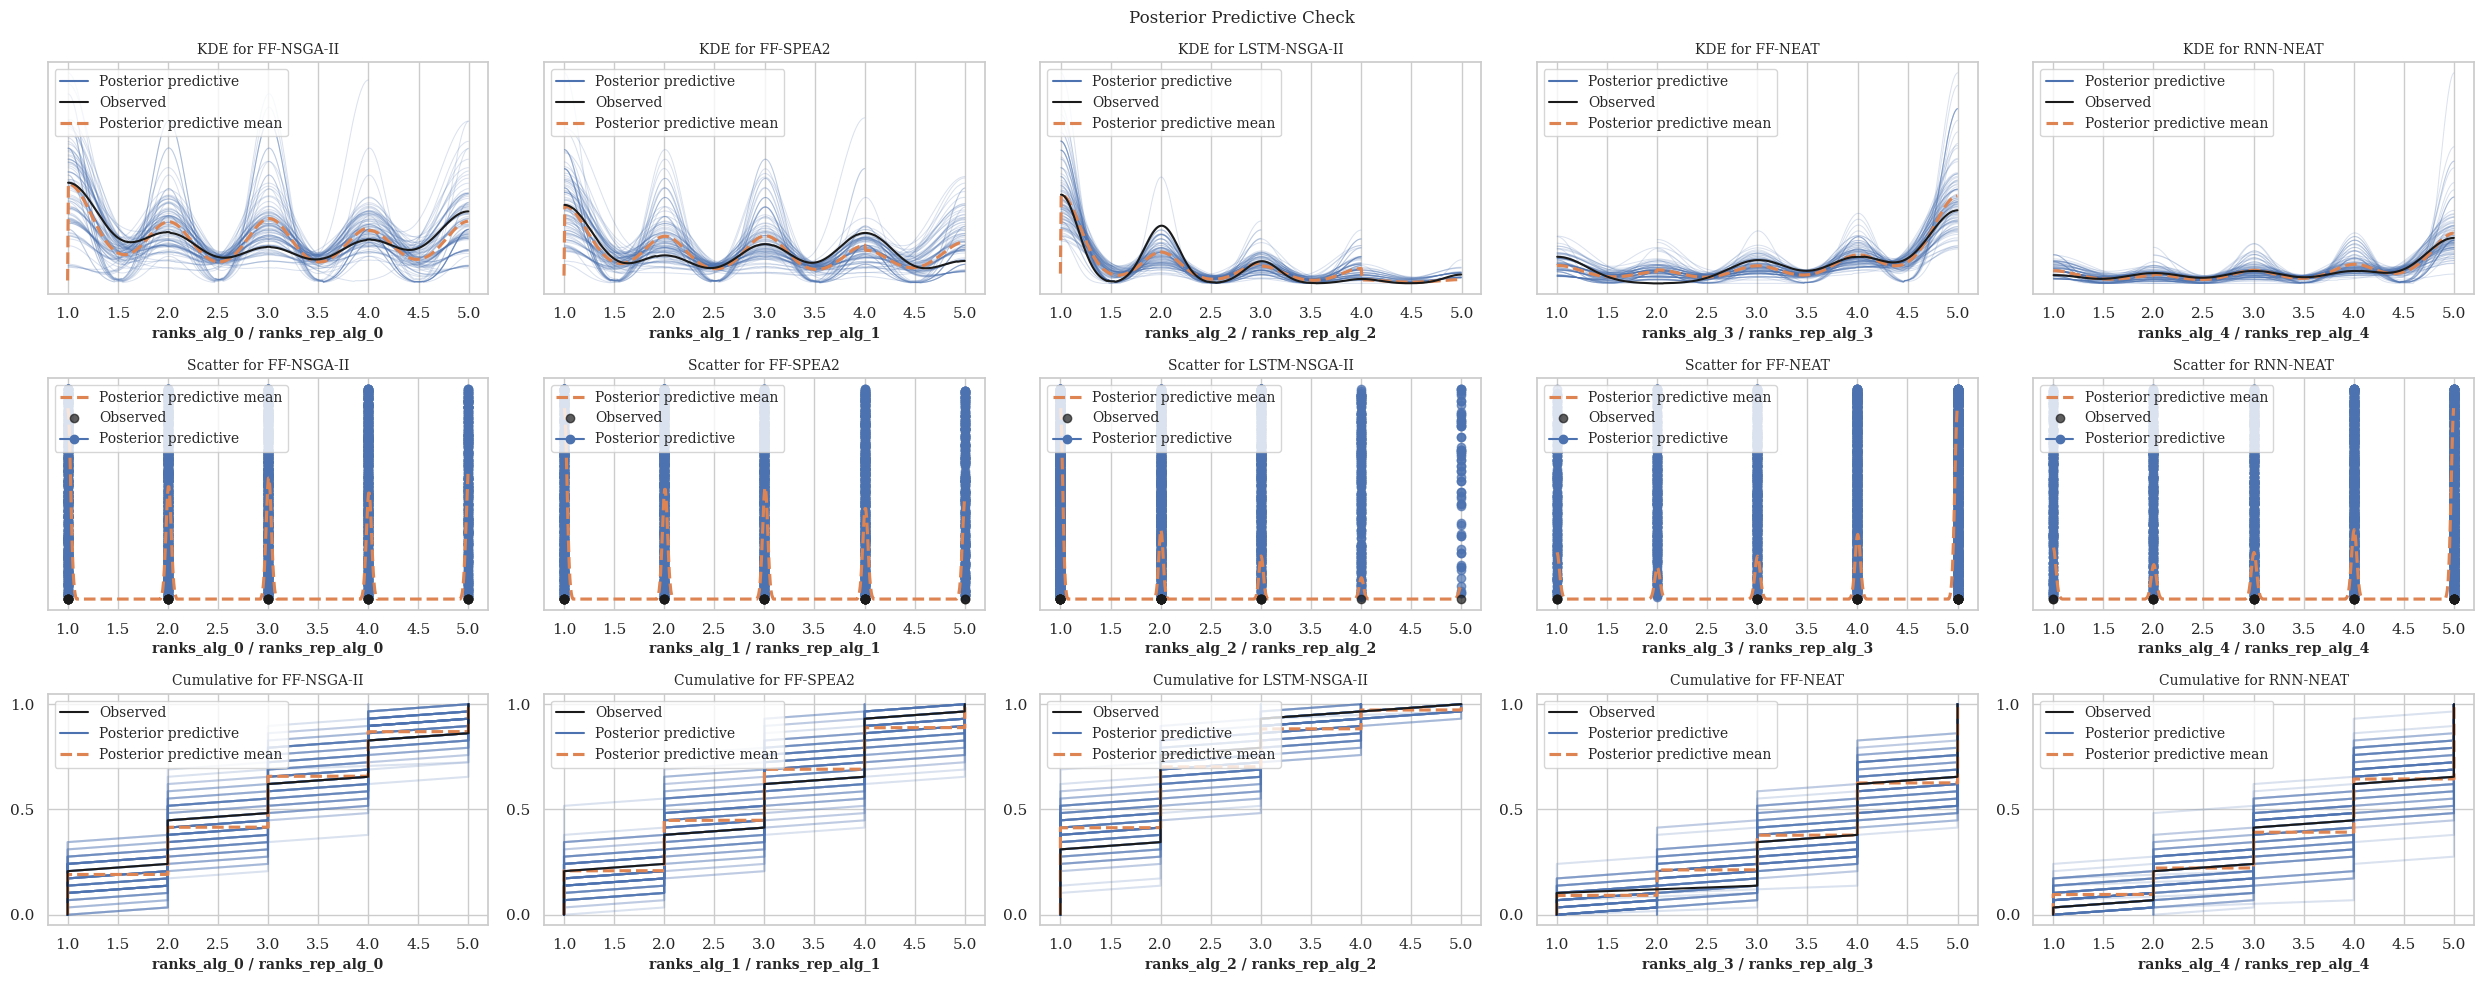 Posterior Predictive Check
KDE for FF-NSGA-II
Posterior predictive
Observed
Posterior predictive mean
1.0 1.5 2.0 2.5 3.0 3.5 4.0 4.5 5.0
ranks_alg_0 / ranks_rep_alg_0
KDE for FF-SPEA2
Posterior predictive
Observed
Posterior predictive mean
1.0 1.5 2.0 2.5 3.0 3.5 4.0 4.5 5.0
ranks_alg_1 / ranks_rep_alg_1
KDE for LSTM-NSGA-II
Posterior predictive
Observed
Posterior predictive mean
1.0 1.5 2.0 2.5 3.0 3.5 4.0 4.5 5.0
ranks_alg_2 / ranks_rep_alg_2
KDE for FF-NEAT
Posterior predictive
Observed
Posterior predictive mean
1.0 1.5 2.0 2.5 3.0 3.5 4.0 4.5 5.0
ranks_alg_3 / ranks_rep_alg_3
KDE for RNN-NEAT
Posterior predictive
Observed
Posterior predictive mean
1.0 1.5 2.0 2.5 3.0 3.5 4.0 4.5 5.0
ranks_alg_4 / ranks_rep_alg_4
Scatter for FF-NSGA-II
Posterior predictive mean
Observed
Posterior predictive
1.0 1.5 2.0 2.5 3.0 3.5 4.0 4.5 5.0
ranks_alg_0 / ranks_rep_alg_0
Scatter for FF-SPEA2
Posterior predictive mean
Observed
Posterior predictive
1.0 1.5 2.0 2.5 3.0 3.5 4.0 4.5 5.0
ranks_alg_1 / ranks_rep_alg_1
Scatter for LSTM-NSGA-II
Posterior predictive mean
Observed
Posterior predictive
1.0 1.5 2.0 2.5 3.0 3.5 4.0 4.5 5.0
ranks_alg_2 / ranks_rep_alg_2
Scatter for FF-NEAT
Posterior predictive mean
Observed
Posterior predictive
1.0 1.5 2.0 2.5 3.0 3.5 4.0 4.5 5.0
ranks_alg_3 / ranks_rep_alg_3
Scatter for RNN-NEAT
Posterior predictive mean
Observed
Posterior predictive
1.0 1.5 2.0 2.5 3.0 3.5 4.0 4.5 5.0
ranks_alg_4 / ranks_rep_alg_4
Cumulative for FF-NSGA-II
1.0
0.5
0.0
Observed
Posterior predictive
Posterior predictive mean
1.0 1.5 2.0 2.5 3.0 3.5 4.0 4.5 5.0
ranks_alg_0 / ranks_rep_alg_0
Cumulative for FF-SPEA2
1.0
0.5
0.0
Observed
Posterior predictive
Posterior predictive mean
1.0 1.5 2.0 2.5 3.0 3.5 4.0 4.5 5.0
ranks_alg_1 / ranks_rep_alg_1
Cumulative for LSTM-NSGA-II
1.0
0.5
0.0
Observed
Posterior predictive
Posterior predictive mean
1.0 1.5 2.0 2.5 3.0 3.5 4.0 4.5 5.0
ranks_alg_2 / ranks_rep_alg_2
Cumulative for FF-NEAT
1.0
0.5
0.0
Observed
Posterior predictive
Posterior predictive mean
1.0 1.5 2.0 2.5 3.0 3.5 4.0 4.5 5.0
ranks_alg_3 / ranks_rep_alg_3
Cumulative for RNN-NEAT
1.0
0.5
0.0
Observed
Posterior predictive
Posterior predictive mean
1.0 1.5 2.0 2.5 3.0 3.5 4.0 4.5 5.0
ranks_alg_4 / ranks_rep_alg_4